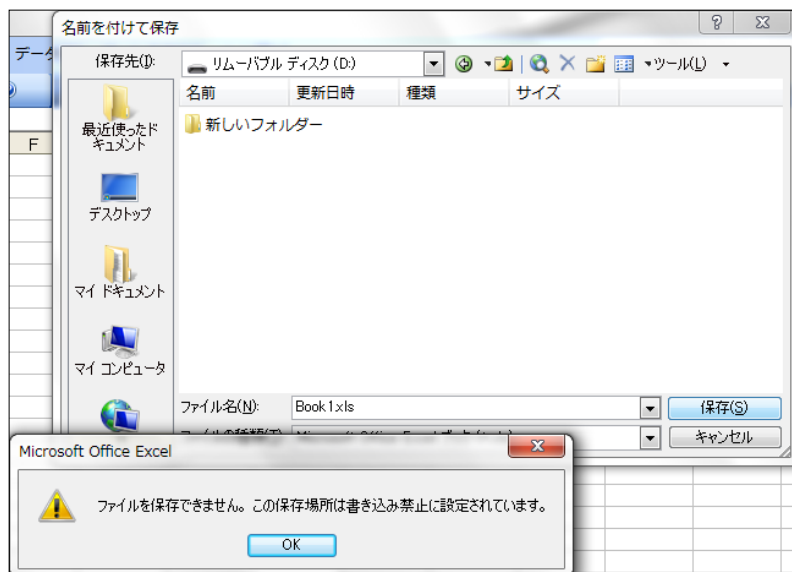 名前を付けて保存
データ
保存先(I):
リムーバブル ディスク (D:)
ツール(L)
名前 更新日時 種類 サイズ
最近使ったド
キュメント
新しいフォルダー
F
デスクトップ
マイ ドキュメント
マイ コンピュータ
ファイル名(N): Book1.xls 保存(S)
キャンセル
Microsoft Office Excel
ファイルを保存できません。この保存場所は書き込み禁止に設定されています。
OK